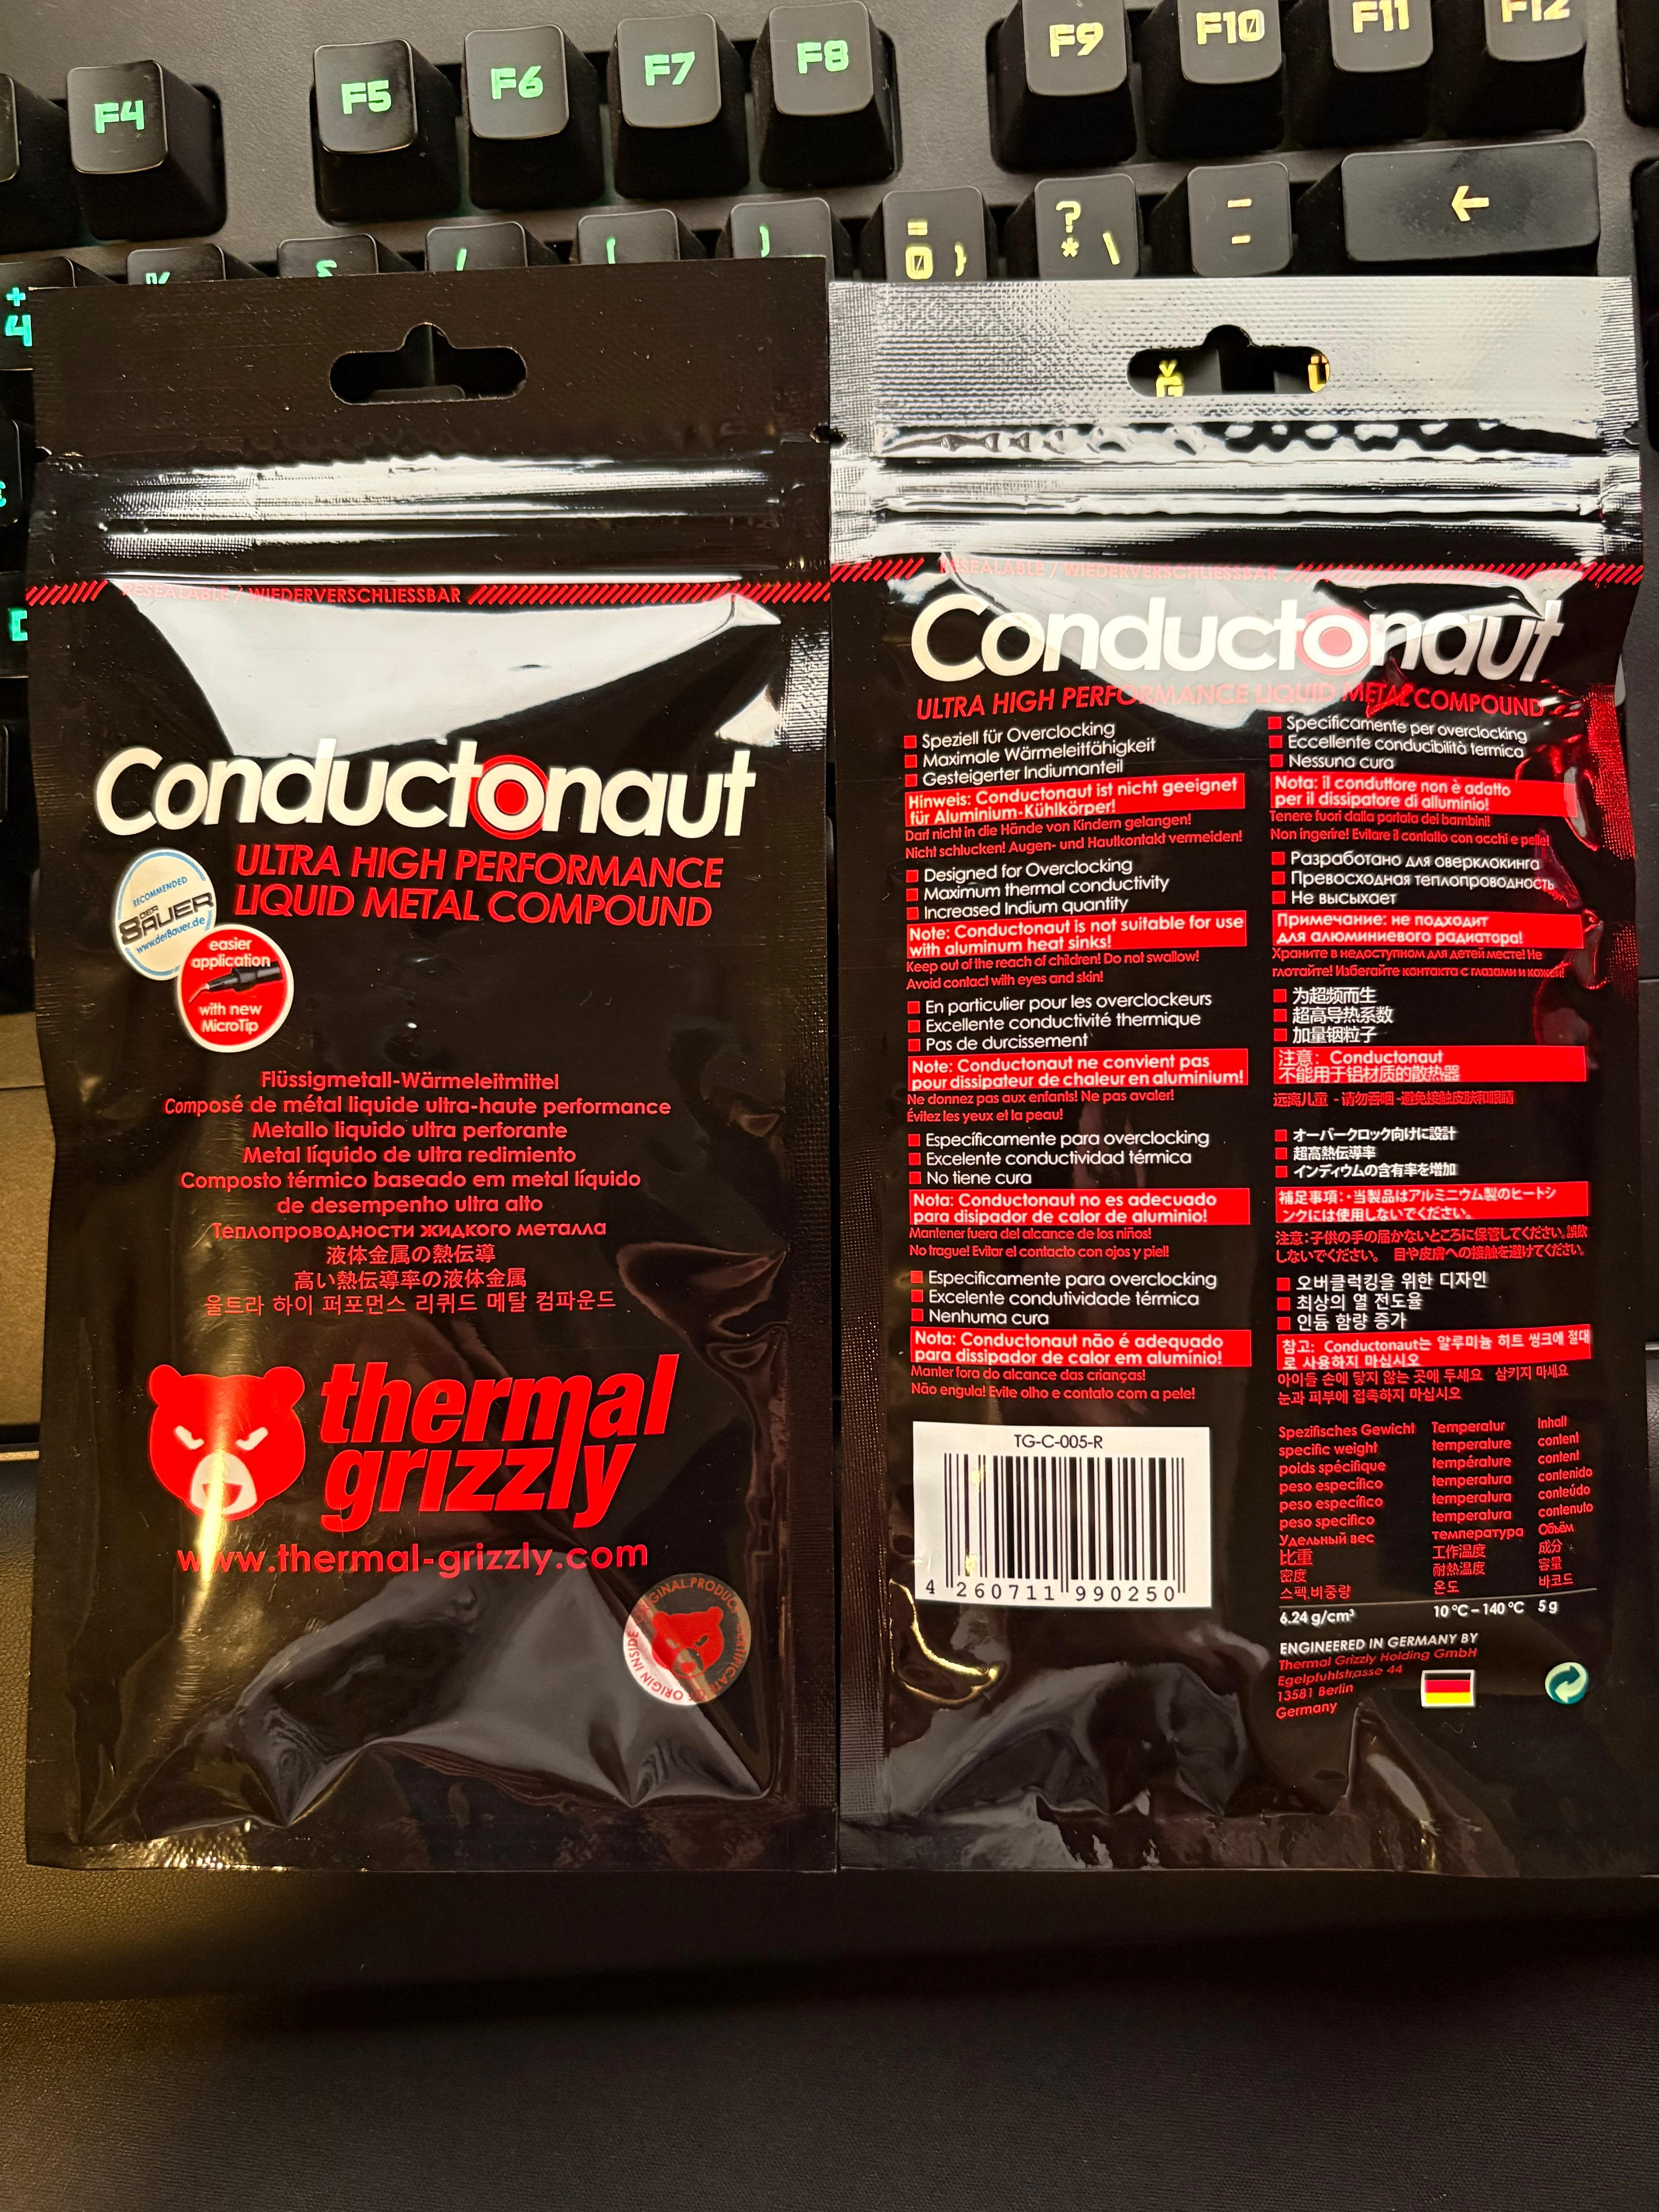 F4
F5
F6
F7
F8
F9
F10
F11
F12
+
4
=
0 }
?
* \
Ğ
RESEALABLE / WIEDERVERSCHLIESSBAR
Conductonaut
ULTRA HIGH PERFORMANCE
LIQUID METAL COMPOUND
RECOMMENDED
DER
8AUER
www.der8auer.de
easier
application
with new
MicroTip
Flüssigmetall-Wärmeleitmittel
Composé de métal liquide ultra-haute performance
Metallo liquido ultra perforante
Metal líquido de ultra redimiento
Composto térmico baseado em metal líquido
de desempenho ultra alto
Теплопроводности жидкого металла
液体金属の熱伝導
高い熱伝導率の液体金属
울트라 하이 퍼포먼스 리퀴드 메탈 컴파운드
thermal
grizzly
www.thermal-grizzly.com
ORIGINAL PRODUCT
ORIGIN INSIDE
RESEALABLE / WIEDERVERSCHLIESSBAR
Conductonaut
ULTRA HIGH PERFORMANCE LIQUID METAL COMPOUND
Speziell für Overclocking
Maximale Wärmeleitfähigkeit
Gesteigerter Indiumanteil
Hinweis: Conductonaut ist nicht geeignet
für Aluminium-Kühlkörper!
Darf nicht in die Hände von Kindern gelangen!
Nicht schlucken! Augen- und Hautkontakt vermeiden!
Designed for Overclocking
Maximum thermal conductivity
Increased Indium quantity
Note: Conductonaut is not suitable for use
with aluminum heat sinks!
Keep out of the reach of children! Do not swallow!
Avoid contact with eyes and skin!
En particulier pour les overclockeurs
Excellente conductivité thermique
Pas de durcissement
Note: Conductonaut ne convient pas
pour dissipateur de chaleur en aluminium!
Ne donnez pas aux enfants! Ne pas avaler!
Évitez les yeux et la peau!
Específicamente para overclocking
Excelente conductividad térmica
No tiene cura
Nota: Conductonaut no es adecuado
para disipador de calor de aluminio!
Mantener fuera del alcance de los niños!
No trague! Evitar el contacto con ojos y piel!
Especificamente para overclocking
Excelente condutividade térmica
Nenhuma cura
Nota: Conductonaut não é adequado
para dissipador de calor em alumínio!
Manter fora do alcance das crianças!
Não engula! Evite olho e contato com a pele!
TG-C-005-R
4 260711 990250
Specificamente per overclocking
Eccellente conducibilità termica
Nessuna cura
Nota: il conduttore non è adatto
per il dissipatore di alluminio!
Tenere fuori dalla portata dei bambini!
Non ingerire! Evitare il contatto con occhi e pelle!
Разработано для оверклокинга
Превосходная теплопроводность
Не высыхает
Примечание: не подходит
для алюминиевого радиатора!
Храните в недоступном для детей месте! Не
глотайте! Избегайте контакта с глазами и кожей!
为超频而生
超高导热系数
加量铟粒子
注意： Conductonaut
不能用于铝材质的散热器
远离儿童 - 请勿吞咽 -避免接触皮肤和眼睛
オーバークロック向けに設計
超高熱伝導率
インディウムの含有率を増加
補足事項：・当製品はアルミニウム製のヒートシ
ンクには使用しないでください。
注意：子供の手の届かないところに保管してください。誤飲
しないでください。 目や皮膚への接触を避けてください。
오버클럭킹을 위한 디자인
최상의 열 전도율
인듐 함량 증가
참고: Conductonaut는 알루미늄 히트 씽크에 절대
로 사용하지 마십시오
아이들 손에 닿지 않는 곳에 두세요 삼키지 마세요
눈과 피부에 접촉하지 마십시오
Spezifisches Gewicht Temperatur Inhalt
specific weight temperature content
poids spécifique température content
peso específico temperatura contenido
peso específico temperatura conteúdo
peso specifico temperatura contenuto
Удельный вес температура Объём
比重 工作温度 成分
密度 耐熱温度 容量
스펙.비중량 온도 바코드
6.24 g/cm³ 10 °C – 140 °C 5 g
ENGINEERED IN GERMANY BY
Thermal Grizzly Holding GmbH
Egelpfuhlstrasse 44
13581 Berlin
Germany